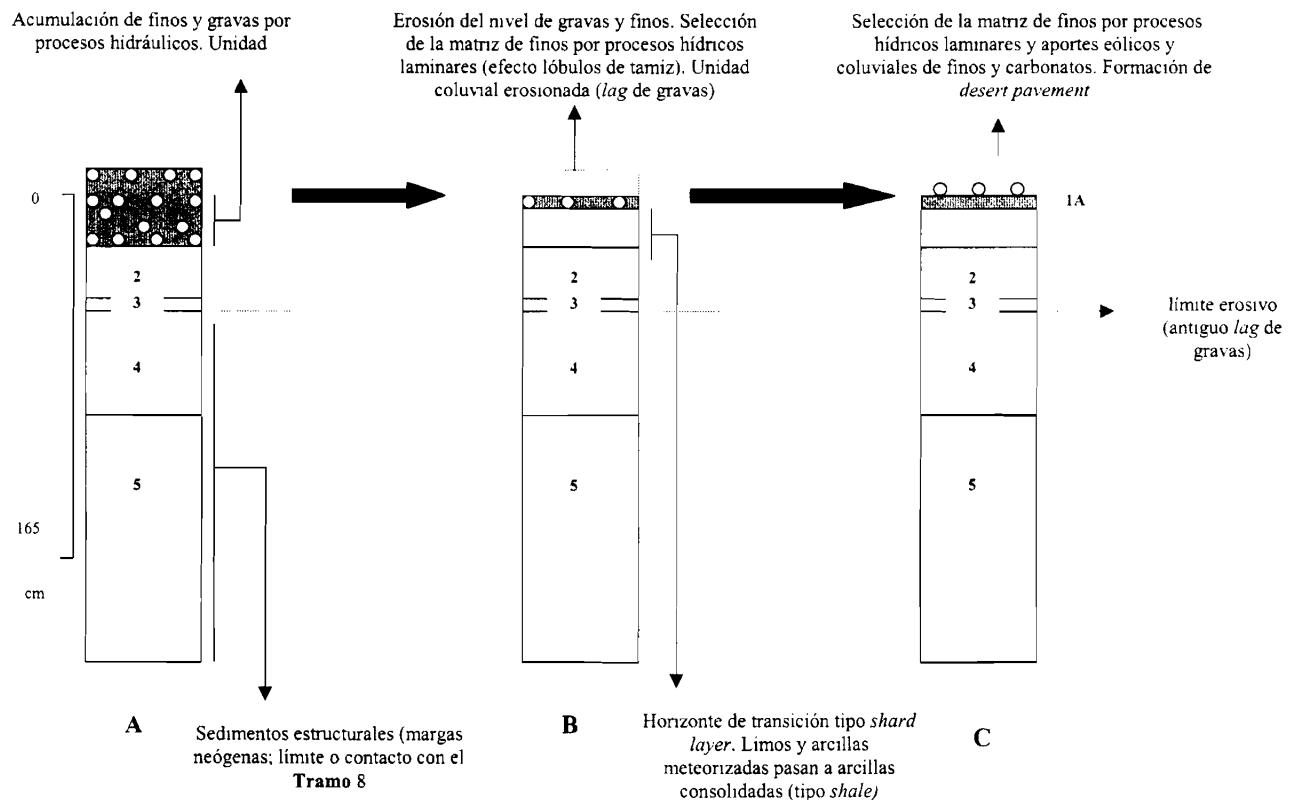 Acumulación de finos y gravas por
procesos hidráulicos. Unidad
Erosión del nivel de gravas y finos. Selección
de la matriz de finos por procesos hídricos
laminares (efecto lóbulos de tamiz). Unidad
coluvial erosionada (lag de gravas)
Selección de la matriz de finos por procesos
hídricos laminares y aportes eólicos y
coluviales de finos y carbonatos. Formación de
desert pavement
0
165
cm
2
3
4
5
2
3
4
5
1A
2
3
4
5
límite erosivo
(antiguo lag de
gravas)
A
Sedimentos estructurales (margas
neógenas; límite o contacto con el
Tramo 8
B
Horizonte de transición tipo shard
layer. Limos y arcillas
meteorizadas pasan a arcillas
consolidadas (tipo shale)
C